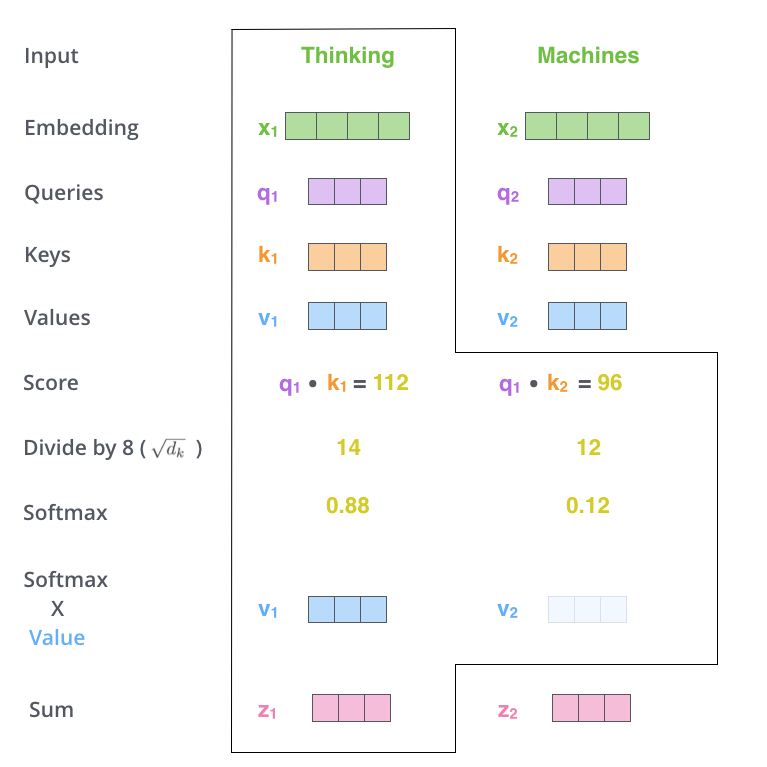 Input Thinking Machines
Embedding x1 x2
Queries q1 q2
Keys k1 k2
Values v1 v2
Score q1 • k1 = 112 q1 • k2 = 96
Divide by 8 ( √dk ) 14 12
Softmax 0.88 0.12
Softmax
X v1 v2
Value
Sum z1 z2